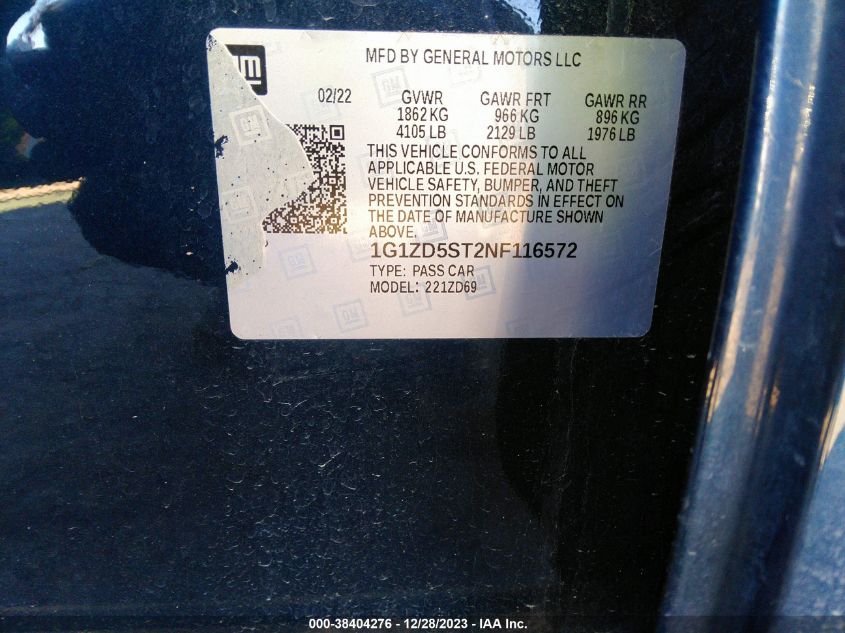 GM
MFD BY GENERAL MOTORS LLC
02/22 GVWR GAWR FRT GAWR RR
1862 KG 966 KG 896 KG
4105 LB 2129 LB 1976 LB
THIS VEHICLE CONFORMS TO ALL
APPLICABLE U.S. FEDERAL MOTOR
VEHICLE SAFETY, BUMPER, AND THEFT
PREVENTION STANDARDS IN EFFECT ON
THE DATE OF MANUFACTURE SHOWN
ABOVE.
1G1ZD5ST2NF116572
TYPE: PASS CAR
MODEL: 221ZD69
000-38404276 - 12/28/2023 - IAA Inc.